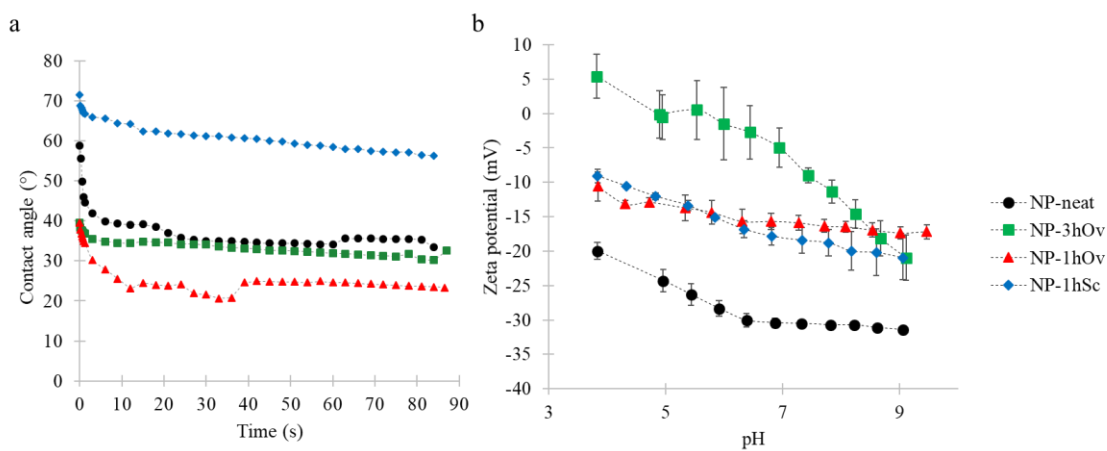 a
80
70
60
50
40
30
20
10
0
Contact angle (°)
0 10 20 30 40 50 60 70 80 90
Time (s)
b
10
5
0
-5
-10
-15
-20
-25
-30
-35
-40
Zeta potential (mV)
3 5 7 9
pH
NP-neat
NP-3hOv
NP-1hOv
NP-1hSc